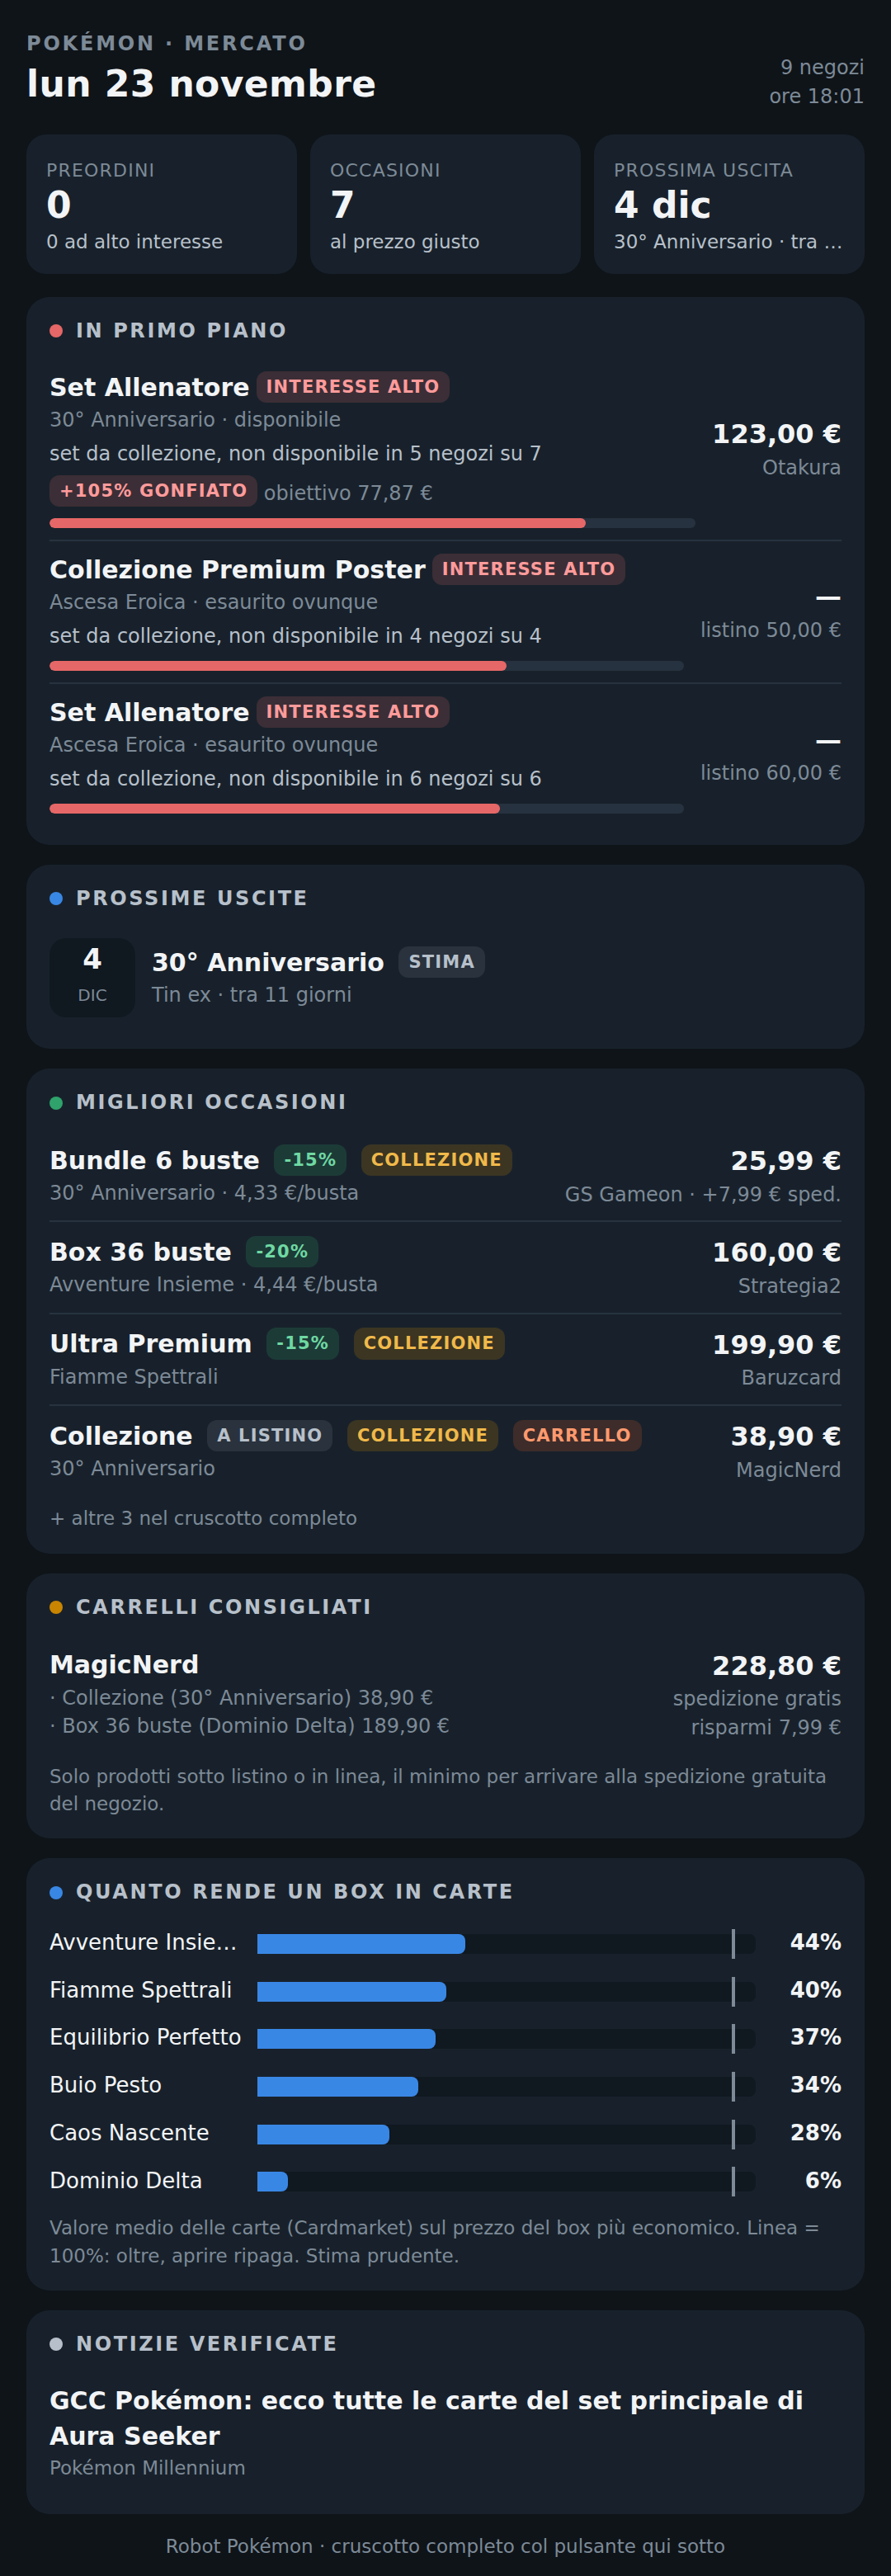 POKÉMON · MERCATO
lun 23 novembre
9 negozi
ore 18:01
PREORDINI
0
0 ad alto interesse
OCCASIONI
7
al prezzo giusto
PROSSIMA USCITA
4 dic
30° Anniversario · tra …
IN PRIMO PIANO
Set Allenatore INTERESSE ALTO
30° Anniversario · disponibile
set da collezione, non disponibile in 5 negozi su 7
+105% GONFIATO obiettivo 77,87 €
123,00 €
Otakura
Collezione Premium Poster INTERESSE ALTO
Ascesa Eroica · esaurito ovunque
set da collezione, non disponibile in 4 negozi su 4
—
listino 50,00 €
Set Allenatore INTERESSE ALTO
Ascesa Eroica · esaurito ovunque
set da collezione, non disponibile in 6 negozi su 6
—
listino 60,00 €
PROSSIME USCITE
4
DIC
30° Anniversario STIMA
Tin ex · tra 11 giorni
MIGLIORI OCCASIONI
Bundle 6 buste -15% COLLEZIONE
30° Anniversario · 4,33 €/busta
25,99 €
GS Gameon · +7,99 € sped.
Box 36 buste -20%
Avventure Insieme · 4,44 €/busta
160,00 €
Strategia2
Ultra Premium -15% COLLEZIONE
Fiamme Spettrali
199,90 €
Baruzcard
Collezione A LISTINO COLLEZIONE CARRELLO
30° Anniversario
38,90 €
MagicNerd
+ altre 3 nel cruscotto completo
CARRELLI CONSIGLIATI
MagicNerd
· Collezione (30° Anniversario) 38,90 €
· Box 36 buste (Dominio Delta) 189,90 €
228,80 €
spedizione gratis
risparmi 7,99 €
Solo prodotti sotto listino o in linea, il minimo per arrivare alla spedizione gratuita
del negozio.
QUANTO RENDE UN BOX IN CARTE
Avventure Insie… 44%
Fiamme Spettrali 40%
Equilibrio Perfetto 37%
Buio Pesto 34%
Caos Nascente 28%
Dominio Delta 6%
Valore medio delle carte (Cardmarket) sul prezzo del box più economico. Linea =
100%: oltre, aprire ripaga. Stima prudente.
NOTIZIE VERIFICATE
GCC Pokémon: ecco tutte le carte del set principale di
Aura Seeker
Pokémon Millennium
Robot Pokémon · cruscotto completo col pulsante qui sotto